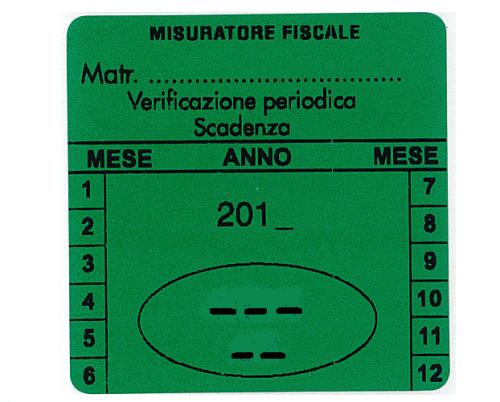 MISURATORE FISCALE
Matr. ........................................
Verificazione periodica
Scadenza
MESE ANNO MESE
1 7
2 201_ 8
3 9
4 _ _ _ 10
5 _ _ 11
6 12